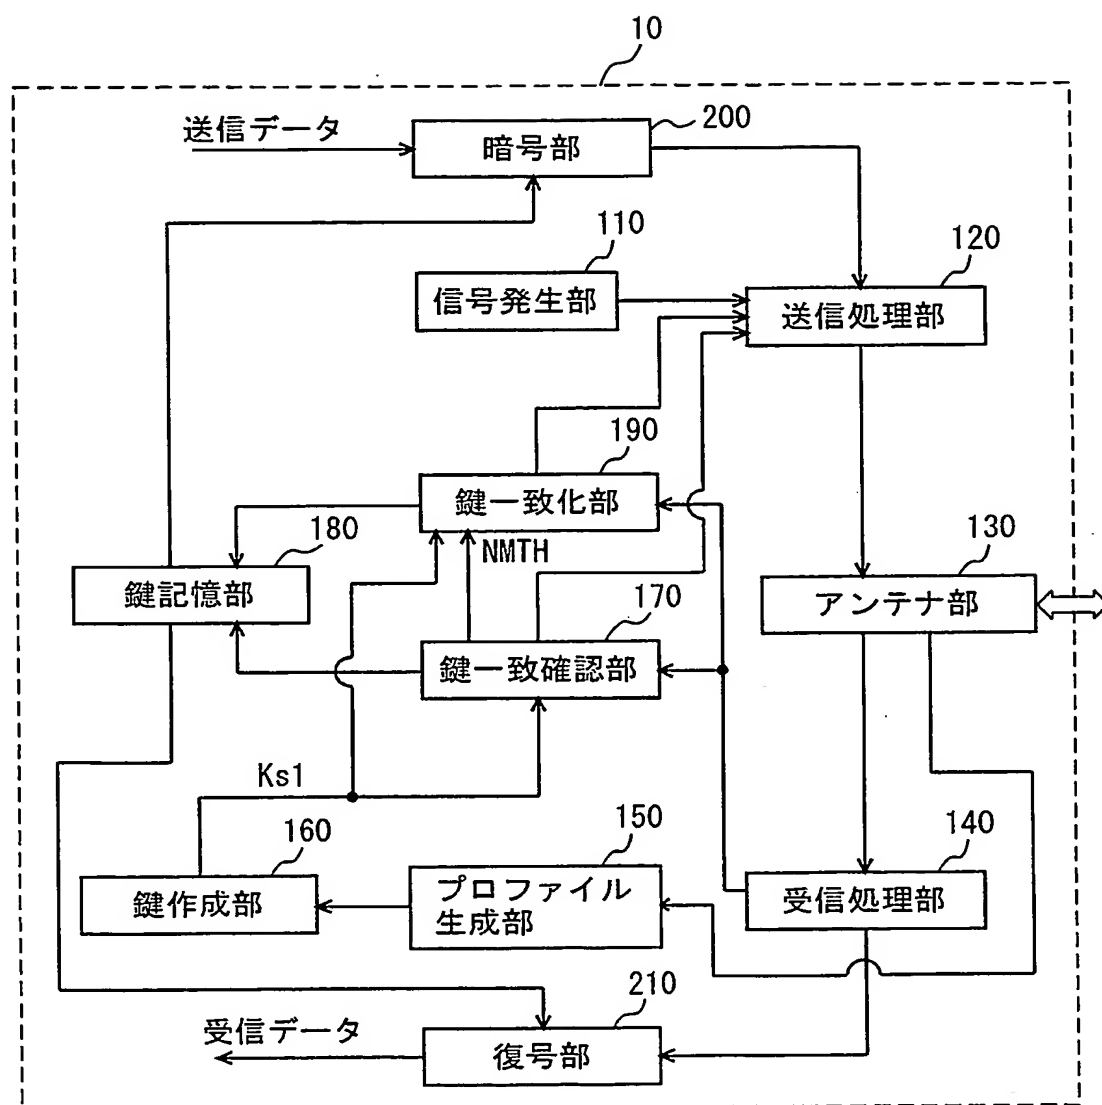 10
送信データ
暗号部
200
信号発生部
110
送信処理部
120
鍵一致化部
190
NMTH
鍵記憶部
180
アンテナ部
130
鍵一致確認部
170
Ks1
鍵作成部
160
プロファイル
生成部
150
受信処理部
140
受信データ
復号部
210